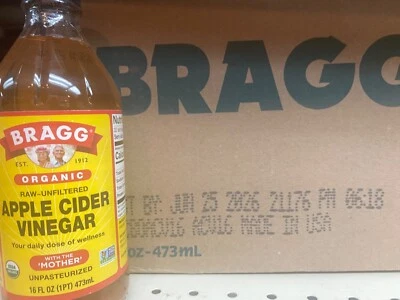 BRAGG
BRAGG
EST. 1912
ORGANIC
RAW-UNFILTERED
APPLE CIDER
VINEGAR
Your daily dose of wellness
WITH THE
"MOTHER"
UNPASTEURIZED
16 FL OZ (1PT) 473mL
BY: JUN 25 2026 21176 PM 06:18
ACV16 MADE IN USA
oz-473mL